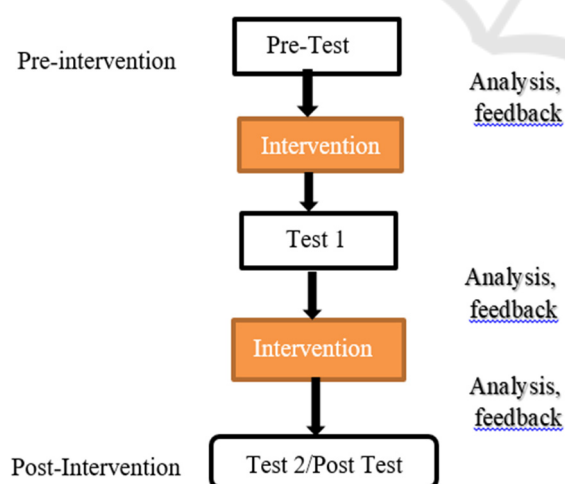 Pre-Test
Pre-intervention
Analysis,
feedback
Intervention
Test 1
Analysis,
feedback
Intervention
Analysis,
feedback
Post-Intervention
Test 2/Post Test